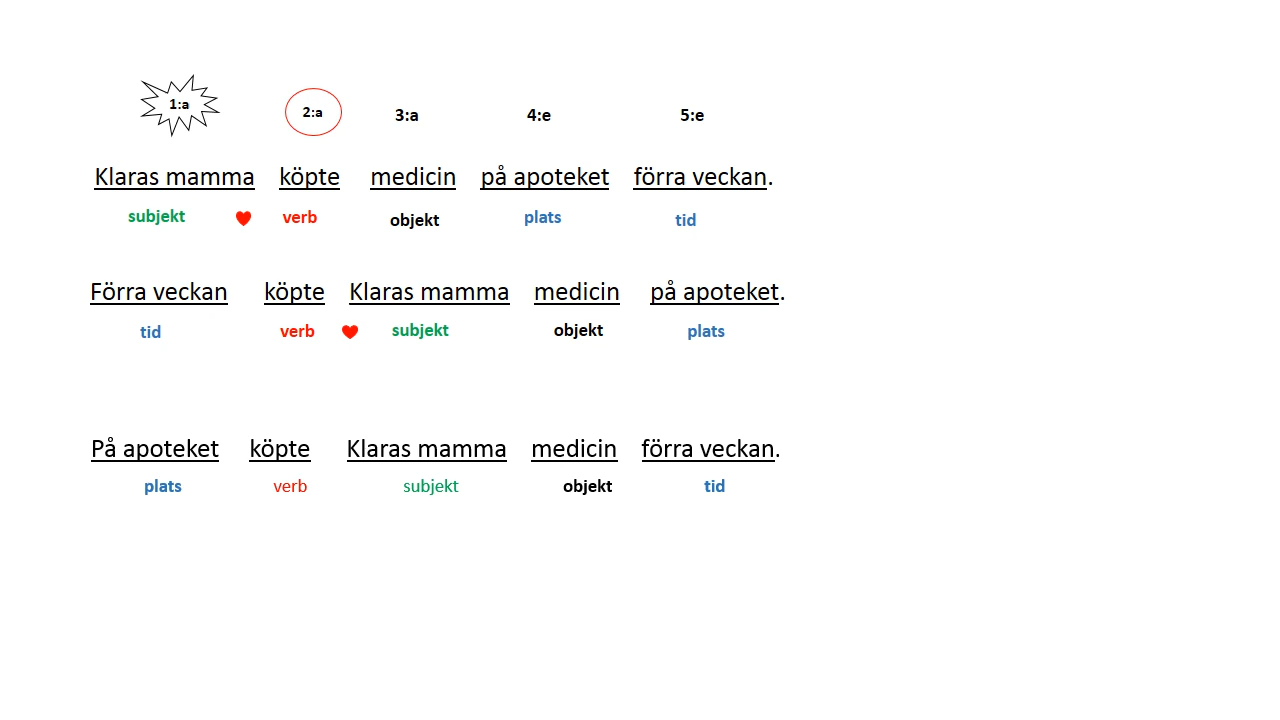 1:a 2:a 3:a 4:e 5:e
Klaras mamma köpte medicin på apoteket förra veckan.
subjekt verb objekt plats tid
Förra veckan köpte Klaras mamma medicin på apoteket.
tid verb subjekt objekt plats
På apoteket köpte Klaras mamma medicin förra veckan.
plats verb subjekt objekt tid